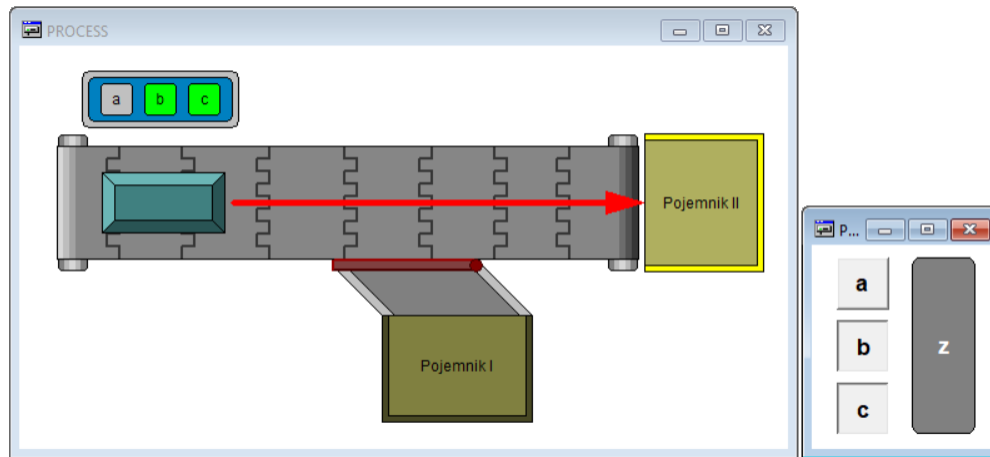 PROCESS
a b c
Pojemnik II
Pojemnik I
P...
a
b
c
z